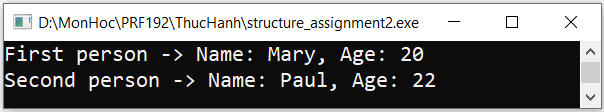 D:\MonHoc\PRF192\ThucHanh\structure_assignment2.exe
First person -> Name: Mary, Age: 20
Second person -> Name: Paul, Age: 22